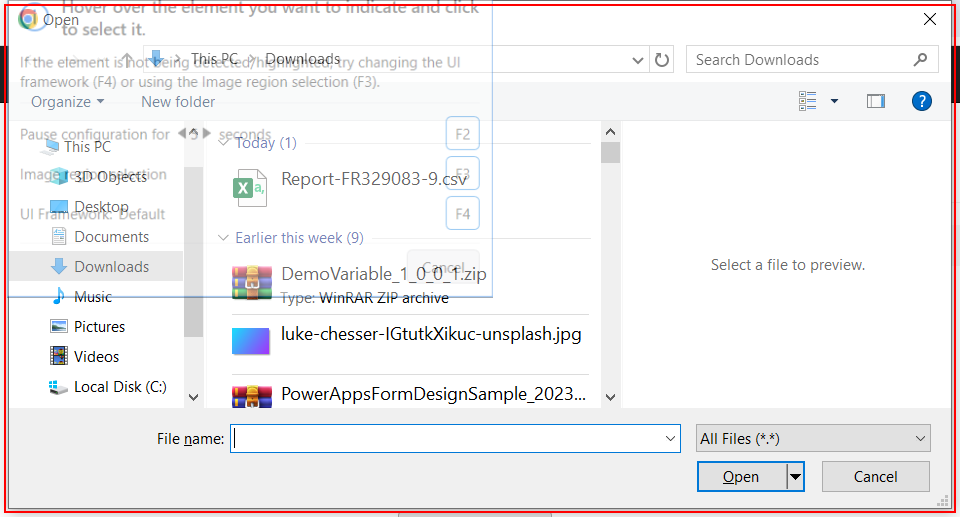 Open
Hover over the element you want to indicate and click
to select it.
If the element is not being detected/highlighted, try changing the UI
framework (F4) or using the Image region selection (F3).
This PC
Downloads
Search Downloads
Organize
New folder
Pause configuration for 3 seconds
F2
Image region selection
F3
UI Framework: Default
F4
Cancel
This PC
3D Objects
Desktop
Documents
Downloads
Music
Pictures
Videos
Local Disk (C:)
Today (1)
Report-FR329083-9.csv
Earlier this week (9)
DemoVariable_1_0_0_1.zip
Type: WinRAR ZIP archive
luke-chesser-IGtutkXikuc-unsplash.jpg
PowerAppsFormDesignSample_2023...
Select a file to preview.
File name:
All Files (*.*)
Open
Cancel